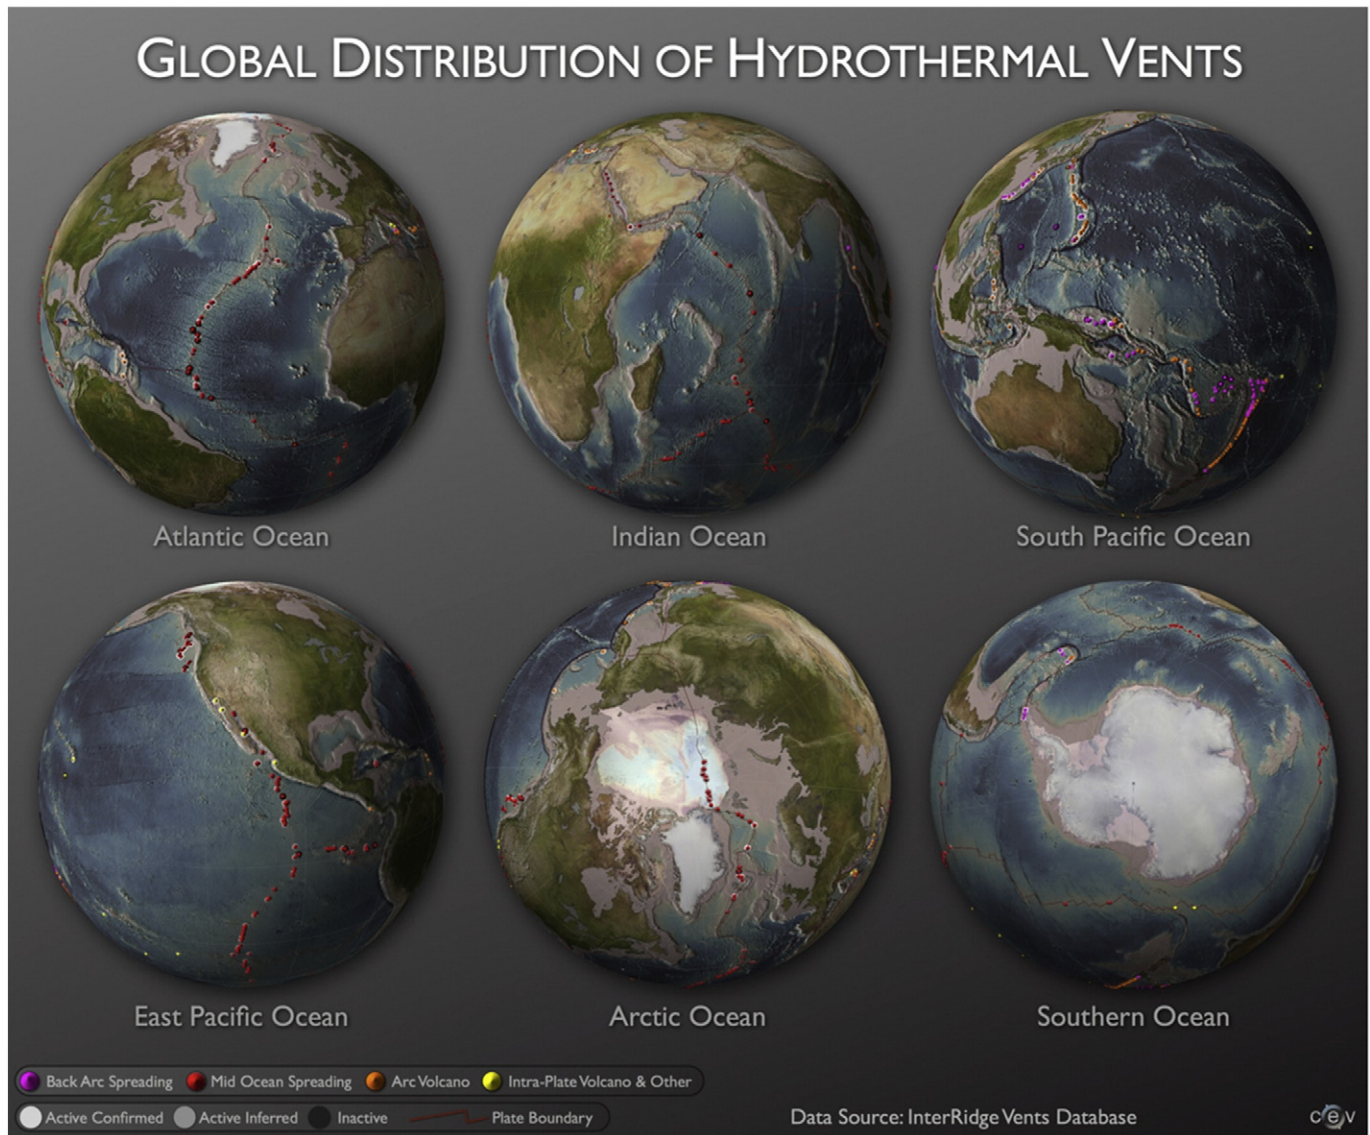 GLOBAL DISTRIBUTION OF HYDROTHERMAL VENTS
Atlantic Ocean
Indian Ocean
South Pacific Ocean
East Pacific Ocean
Arctic Ocean
Southern Ocean
Back Arc Spreading
Mid Ocean Spreading
Arc Volcano
Intra-Plate Volcano & Other
Active Confirmed
Active Inferred
Inactive
Plate Boundary
Data Source: InterRidge Vents Database
cev